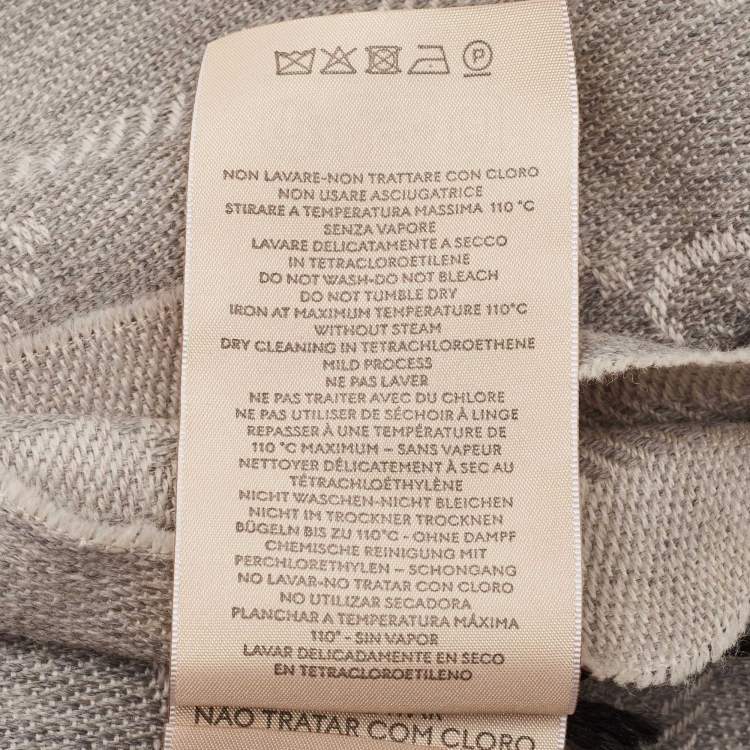 P
NON LAVARE-NON TRATTARE CON CLORO
NON USARE ASCIUGATRICE
STIRARE A TEMPERATURA MASSIMA 110 °C
SENZA VAPORE
LAVARE DELICATAMENTE A SECCO
IN TETRACLOROETILENE
DO NOT WASH-DO NOT BLEACH
DO NOT TUMBLE DRY
IRON AT MAXIMUM TEMPERATURE 110°C
WITHOUT STEAM
DRY CLEANING IN TETRACHLOROETHENE
MILD PROCESS
NE PAS LAVER
NE PAS TRAITER AVEC DU CHLORE
NE PAS UTILISER DE SÉCHOIR À LINGE
REPASSER À UNE TEMPÉRATURE DE
110 °C MAXIMUM – SANS VAPEUR
NETTOYER DÉLICATEMENT À SEC AU
TÉTRACHLOÉTHYLÈNE
NICHT WASCHEN-NICHT BLEICHEN
NICHT IM TROCKNER TROCKNEN
BÜGELN BIS ZU 110°C - OHNE DAMPF
CHEMISCHE REINIGUNG MIT
PERCHLORETHYLEN – SCHONGANG
NO LAVAR-NO TRATAR CON CLORO
NO UTILIZAR SECADORA
PLANCHAR A TEMPERATURA MÁXIMA
110° - SIN VAPOR
LAVAR DELICADAMENTE EN SECO
EN TETRACLOROETILENO
NÃO TRATAR COM CLORO